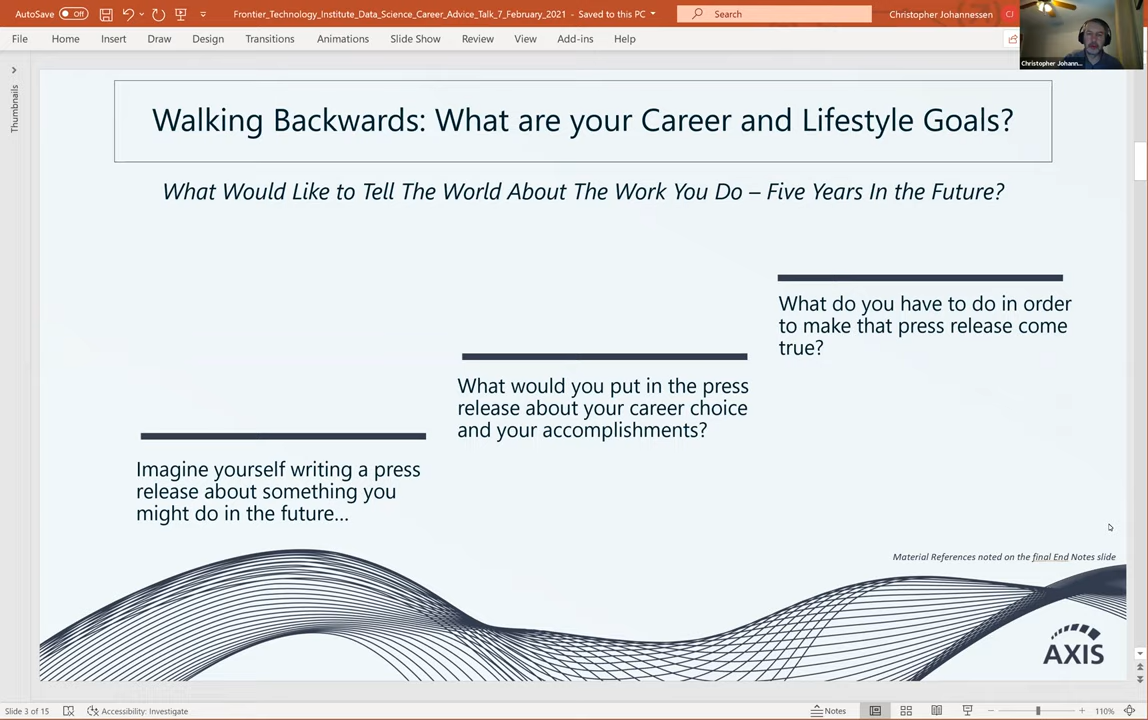 AutoSave Off Frontier_Technology_Institute_Data_Science_Career_Advice_Talk_7_February_2021 - Saved to this PC Search Christopher Johannessen CJ
File Home Insert Draw Design Transitions Animations Slide Show Review View Add-ins Help
Christopher Johann...
Thumbnails
Walking Backwards: What are your Career and Lifestyle Goals?
What Would Like to Tell The World About The Work You Do – Five Years In the Future?
Imagine yourself writing a press
release about something you
might do in the future...
What would you put in the press
release about your career choice
and your accomplishments?
What do you have to do in order
to make that press release come
true?
Material References noted on the final End Notes slide
AXIS
Slide 3 of 15 Accessibility: Investigate Notes 110%